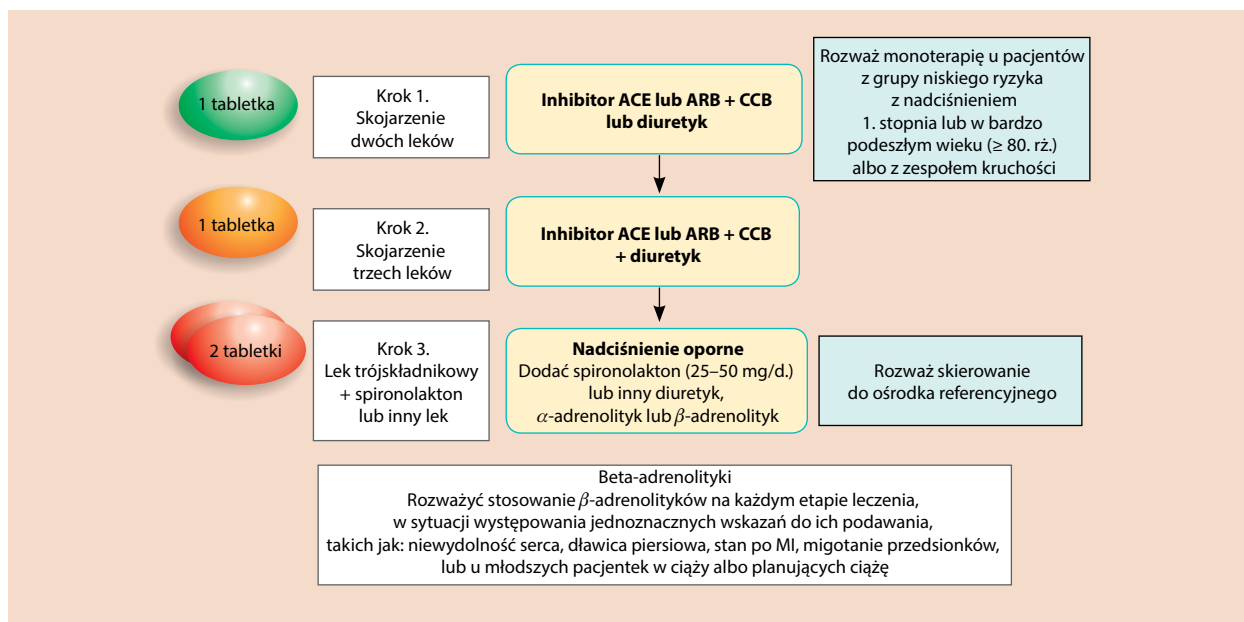 1 tabletka
Krok 1.
Skojarzenie
dwóch leków
Inhibitor ACE lub ARB + CCB
lub diuretyk
Rozważ monoterapię u pacjentów
z grupy niskiego ryzyka
z nadciśnieniem
1. stopnia lub w bardzo
podeszłym wieku (≥ 80. rż.)
albo z zespołem kruchości
1 tabletka
Krok 2.
Skojarzenie
trzech leków
Inhibitor ACE lub ARB + CCB
+ diuretyk
2 tabletki
Krok 3.
Lek trójskładnikowy
+ spironolakton
lub inny lek
Nadciśnienie oporne
Dodać spironolakton (25–50 mg/d.)
lub inny diuretyk,
α-adrenolityk lub β-adrenolityk
Rozważ skierowanie
do ośrodka referencyjnego
Beta-adrenolityki
Rozważyć stosowanie β-adrenolityków na każdym etapie leczenia,
w sytuacji występowania jednoznacznych wskazań do ich podawania,
takich jak: niewydolność serca, dławica piersiowa, stan po MI, migotanie przedsionków,
lub u młodszych pacjentek w ciąży albo planujących ciążę